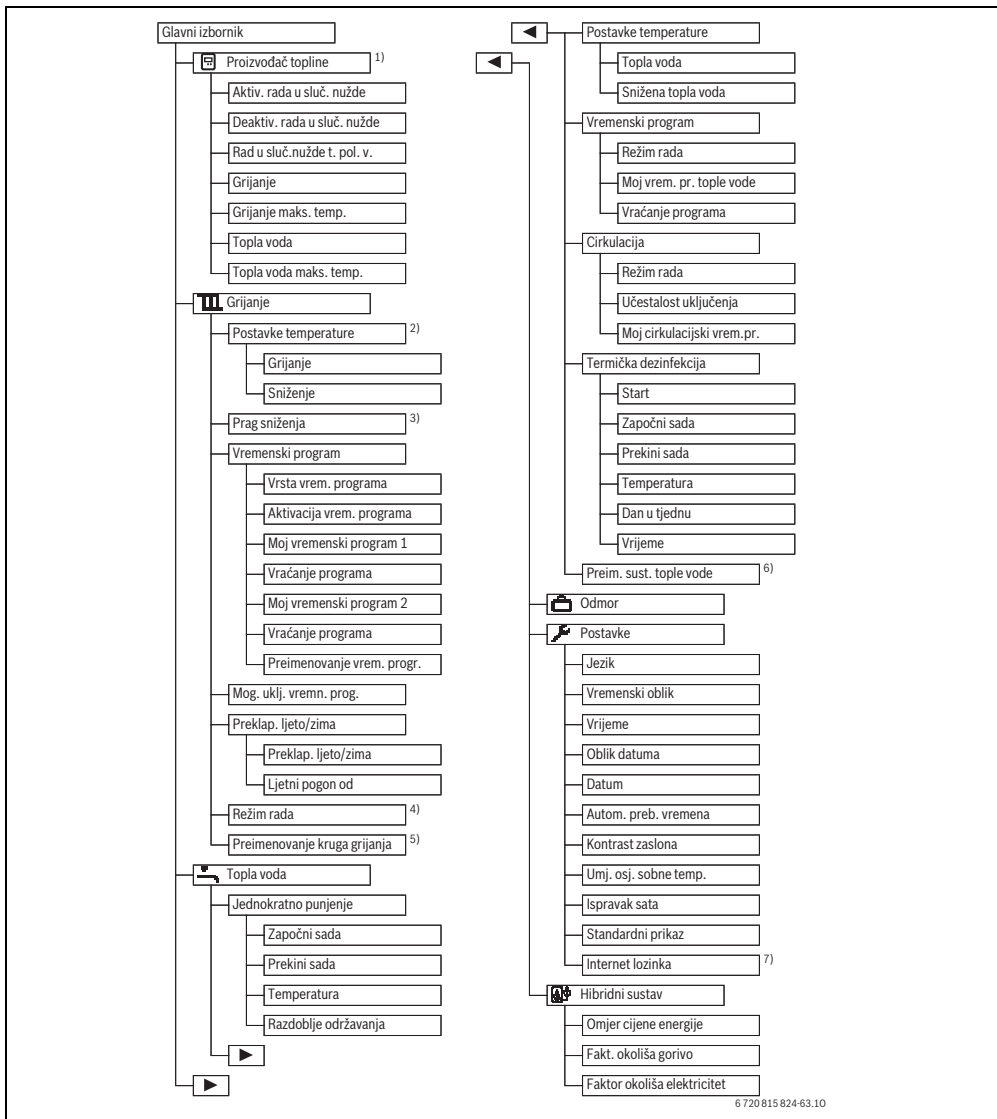 Glavni izbornik
Proizvođač topline 1)
Aktiv. rada u sluč. nužde
Deaktiv. rada u sluč. nužde
Rad u sluč.nužde t. pol. v.
Grijanje
Grijanje maks. temp.
Topla voda
Topla voda maks. temp.
Grijanje
Postavke temperature 2)
Grijanje
Sniženje
Prag sniženja 3)
Vremenski program
Vrsta vrem. programa
Aktivacija vrem. programa
Moj vremenski program 1
Vraćanje programa
Moj vremenski program 2
Vraćanje programa
Preimenovanje vrem. progr.
Mog. uklj. vremn. prog.
Preklap. ljeto/zima
Preklap. ljeto/zima
Ljetni pogon od
Režim rada 4)
Preimenovanje kruga grijanja 5)
Topla voda
Jednokratno punjenje
Započni sada
Prekini sada
Temperatura
Razdoblje održavanja
Postavke temperature
Topla voda
Snižena topla voda
Vremenski program
Režim rada
Moj vrem. pr. tople vode
Vraćanje programa
Cirkulacija
Režim rada
Učestalost uključenja
Moj cirkulacijski vrem.pr.
Termička dezinfekcija
Start
Započni sada
Prekini sada
Temperatura
Dan u tjednu
Vrijeme
Preim. sust. tople vode 6)
Odmor
Postavke
Jezik
Vremenski oblik
Vrijeme
Oblik datuma
Datum
Autom. preb. vremena
Kontrast zaslona
Umj. osj. sobne temp.
Ispravak sata
Standardni prikaz
Internet lozinka 7)
Hibridni sustav
Omjer cijene energije
Fakt. okoliša gorivo
Faktor okoliša elektricitet
6 720 815 824-63.1O